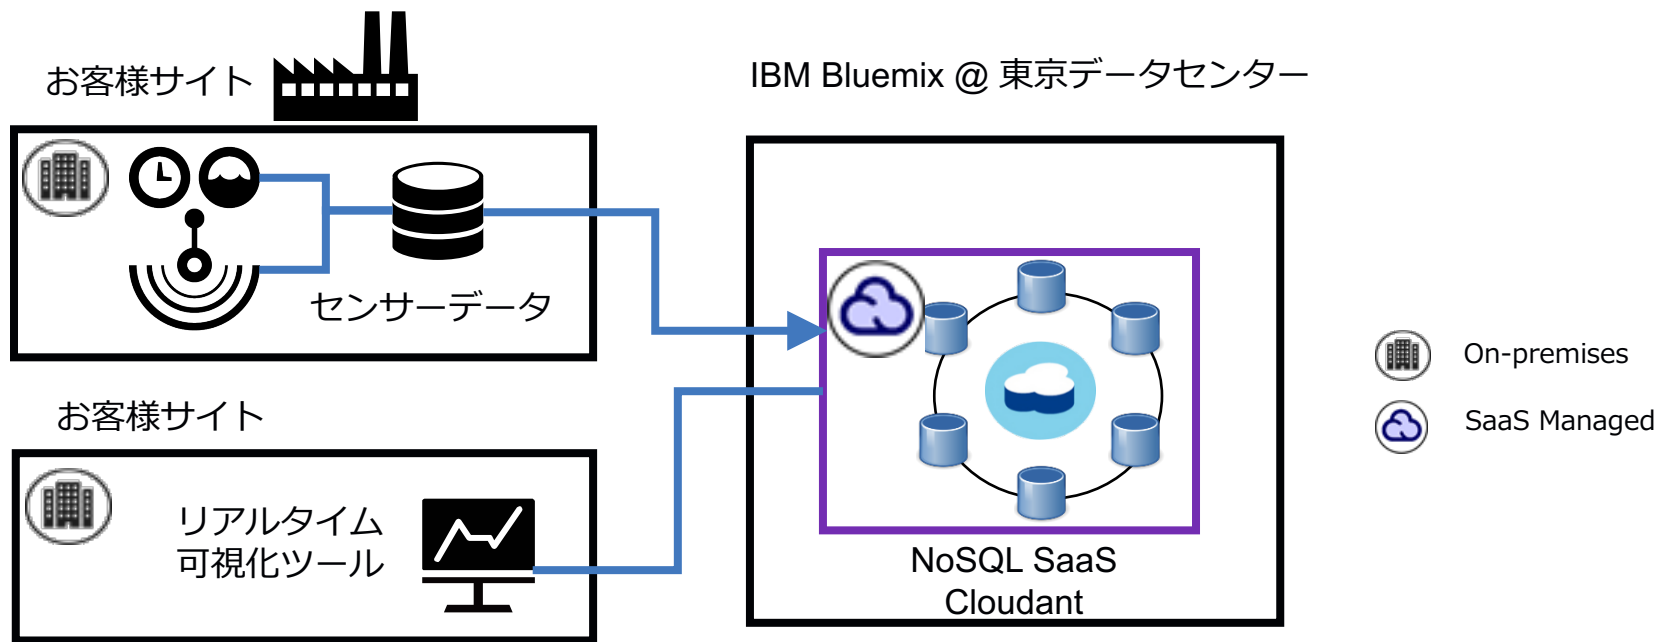 お客様サイト
IBM Bluemix @ 東京データセンター
センサーデータ
お客様サイト
リアルタイム
可視化ツール
NoSQL SaaS
Cloudant
On-premises
SaaS Managed